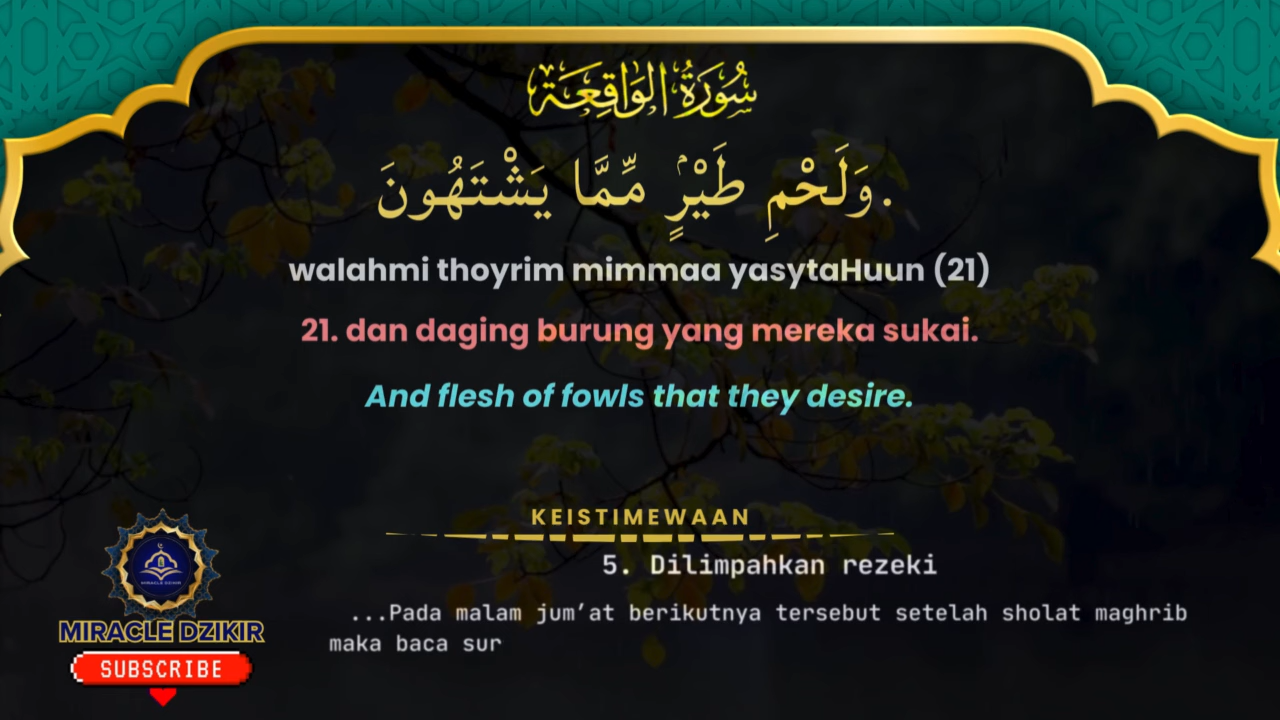 سُورَةُ الوَاقِعَة
وَلَحْمِ طَيْرٍۢ مِّمَّا يَشْتَهُونَ.
walahmi thoyrim mimmaa yasytaHuun (21)
21. dan daging burung yang mereka sukai.
And flesh of fowls that they desire.
KEISTIMEWAAN
5. Dilimpahkan rezeki
...Pada malam jum’at berikutnya tersebut setelah sholat maghrib
maka baca sur
MIRACLE DZIKIR
MIRACLE DZIKIR
SUBSCRIBE